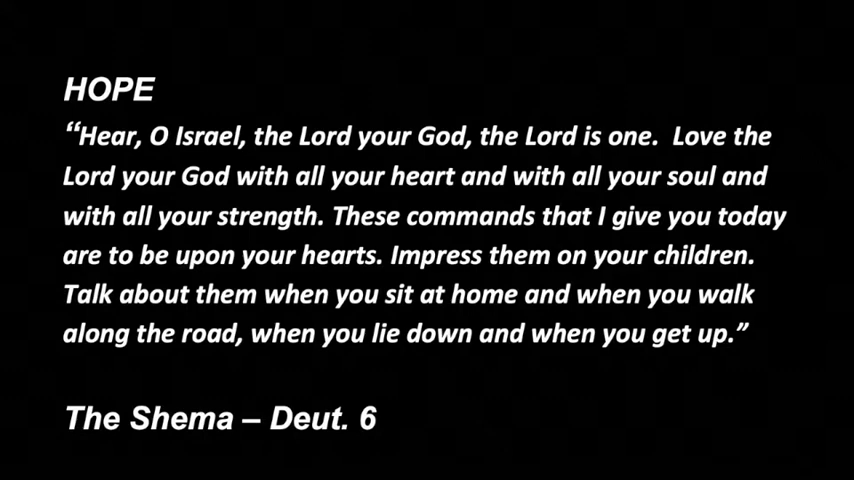 HOPE
“Hear, O Israel, the Lord your God, the Lord is one.  Love the
Lord your God with all your heart and with all your soul and
with all your strength. These commands that I give you today
are to be upon your hearts. Impress them on your children.
Talk about them when you sit at home and when you walk
along the road, when you lie down and when you get up.”
The Shema – Deut. 6